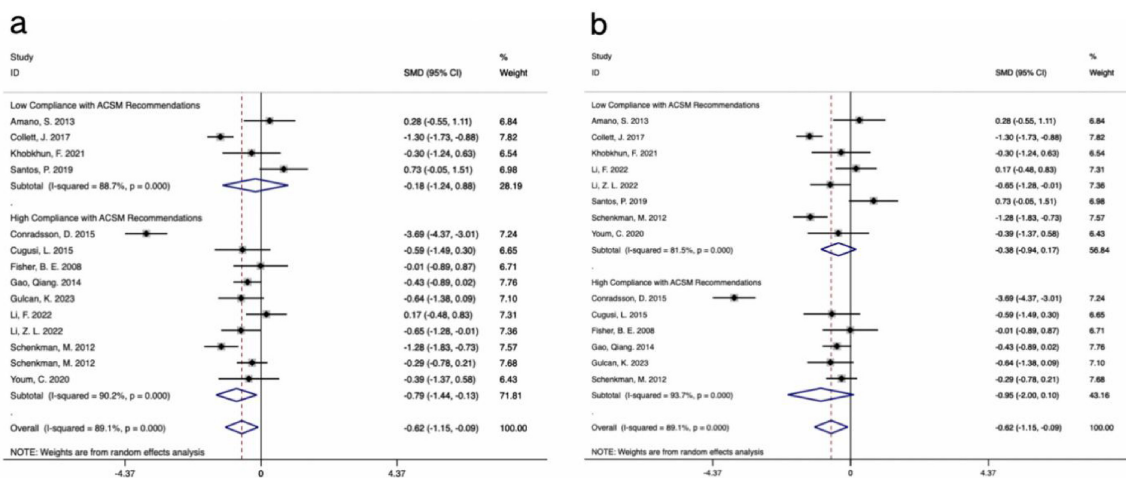 a
Study %
ID SMD (95% CI) Weight
Low Compliance with ACSM Recommendations
Amano, S. 2013 0.28 (-0.55, 1.11) 6.84
Collett, J. 2017 -1.30 (-1.73, -0.88) 7.82
Khobkhun, F. 2021 -0.30 (-1.24, 0.63) 6.54
Santos, P. 2019 0.73 (-0.05, 1.51) 6.98
Subtotal (I-squared = 88.7%, p = 0.000) -0.18 (-1.24, 0.88) 28.19
.
High Compliance with ACSM Recommendations
Conradsson, D. 2015 -3.69 (-4.37, -3.01) 7.24
Cugusi, L. 2015 -0.59 (-1.49, 0.30) 6.65
Fisher, B. E. 2008 -0.01 (-0.89, 0.87) 6.71
Gao, Qiang. 2014 -0.43 (-0.89, 0.02) 7.76
Gulcan, K. 2023 -0.64 (-1.38, 0.09) 7.10
Li, F. 2022 0.17 (-0.48, 0.83) 7.31
Li, Z. L. 2022 -0.65 (-1.28, -0.01) 7.36
Schenkman, M. 2012 -1.28 (-1.83, -0.73) 7.57
Schenkman, M. 2012 -0.29 (-0.78, 0.21) 7.68
Youm, C. 2020 -0.39 (-1.37, 0.58) 6.43
Subtotal (I-squared = 90.2%, p = 0.000) -0.79 (-1.44, -0.13) 71.81
.
Overall (I-squared = 89.1%, p = 0.000) -0.62 (-1.15, -0.09) 100.00
NOTE: Weights are from random effects analysis
-4.37 0 4.37
b
Study %
ID SMD (95% CI) Weight
Low Compliance with ACSM Recommendations
Amano, S. 2013 0.28 (-0.55, 1.11) 6.84
Collett, J. 2017 -1.30 (-1.73, -0.88) 7.82
Khobkhun, F. 2021 -0.30 (-1.24, 0.63) 6.54
Li, F. 2022 0.17 (-0.48, 0.83) 7.31
Li, Z. L. 2022 -0.65 (-1.28, -0.01) 7.36
Santos, P. 2019 0.73 (-0.05, 1.51) 6.98
Schenkman, M. 2012 -1.28 (-1.83, -0.73) 7.57
Youm, C. 2020 -0.39 (-1.37, 0.58) 6.43
Subtotal (I-squared = 81.5%, p = 0.000) -0.38 (-0.94, 0.17) 56.84
.
High Compliance with ACSM Recommendations
Conradsson, D. 2015 -3.69 (-4.37, -3.01) 7.24
Cugusi, L. 2015 -0.59 (-1.49, 0.30) 6.65
Fisher, B. E. 2008 -0.01 (-0.89, 0.87) 6.71
Gao, Qiang. 2014 -0.43 (-0.89, 0.02) 7.76
Gulcan, K. 2023 -0.64 (-1.38, 0.09) 7.10
Schenkman, M. 2012 -0.29 (-0.78, 0.21) 7.68
Subtotal (I-squared = 93.7%, p = 0.000) -0.95 (-2.00, 0.10) 43.16
.
Overall (I-squared = 89.1%, p = 0.000) -0.62 (-1.15, -0.09) 100.00
NOTE: Weights are from random effects analysis
-4.37 0 4.37